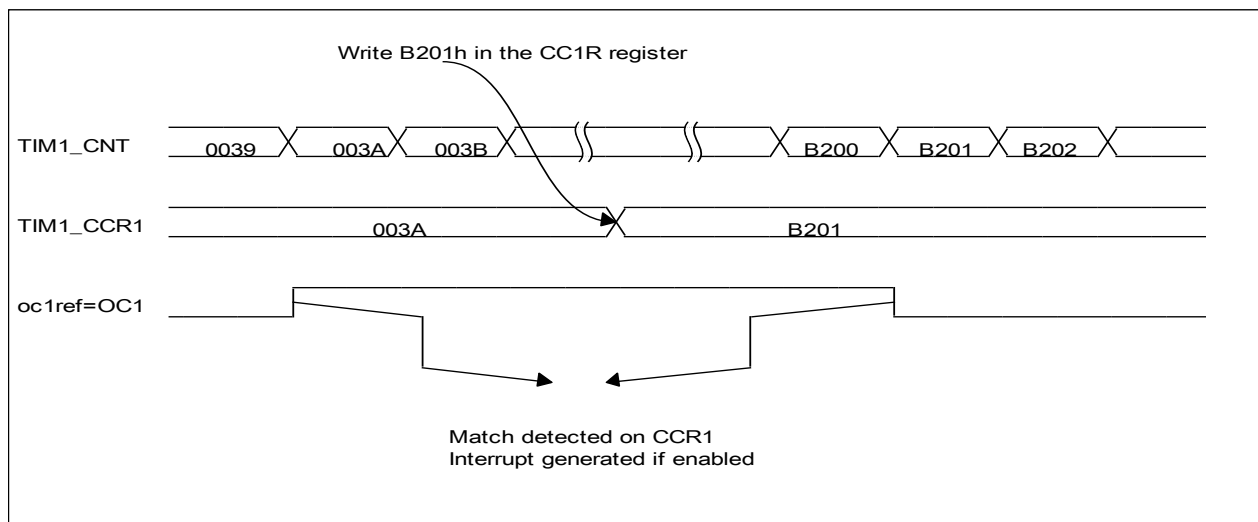 Write B201h in the CC1R register
TIM1_CNT 0039 003A 003B B200 B201 B202
TIM1_CCR1 003A B201
oc1ref=OC1
Match detected on CCR1
Interrupt generated if enabled